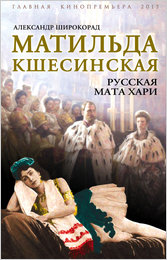 ГЛАВНАЯ КИНОПРЕМЬЕРА 2017
АЛЕКСАНДР ШИРОКОРАД
МАТИЛЬДА
КШЕСИНСКАЯ
РУССКАЯ
МАТА ХАРИ